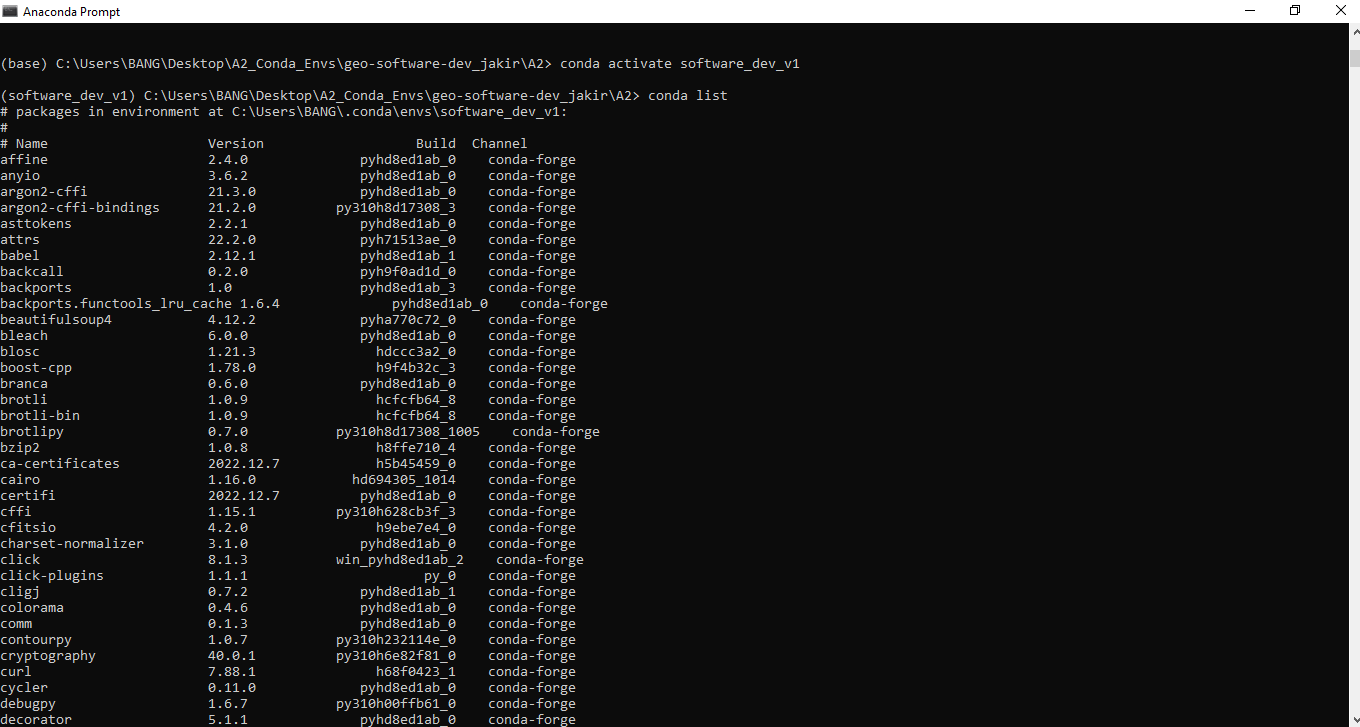 Anaconda Prompt
(base) C:\Users\BANG\Desktop\A2_Conda_Envs\geo-software-dev_jakir\A2> conda activate software_dev_v1
(software_dev_v1) C:\Users\BANG\Desktop\A2_Conda_Envs\geo-software-dev_jakir\A2> conda list
# packages in environment at C:\Users\BANG\.conda\envs\software_dev_v1:
#
# Name                    Version                   Build  Channel
affine                    2.4.0              pyhd8ed1ab_0    conda-forge
anyio                     3.6.2              pyhd8ed1ab_0    conda-forge
argon2-cffi               21.3.0             pyhd8ed1ab_0    conda-forge
argon2-cffi-bindings      21.2.0          py310h8d17308_3    conda-forge
asttokens                 2.2.1              pyhd8ed1ab_0    conda-forge
attrs                     22.2.0             pyh71513ae_0    conda-forge
babel                     2.12.1             pyhd8ed1ab_1    conda-forge
backcall                  0.2.0              pyh9f0ad1d_0    conda-forge
backports                 1.0                pyhd8ed1ab_3    conda-forge
backports.functools_lru_cache 1.6.4              pyhd8ed1ab_0    conda-forge
beautifulsoup4            4.12.2             pyha770c72_0    conda-forge
bleach                    6.0.0              pyhd8ed1ab_0    conda-forge
blosc                     1.21.3               hdccc3a2_0    conda-forge
boost-cpp                 1.78.0               h9f4b32c_3    conda-forge
branca                    0.6.0              pyhd8ed1ab_0    conda-forge
brotli                    1.0.9                hcfcfb64_8    conda-forge
brotli-bin                1.0.9                hcfcfb64_8    conda-forge
brotlipy                  0.7.0           py310h8d17308_1005    conda-forge
bzip2                     1.0.8                h8ffe710_4    conda-forge
ca-certificates           2022.12.7            h5b45459_0    conda-forge
cairo                     1.16.0            hd694305_1014    conda-forge
certifi                   2022.12.7          pyhd8ed1ab_0    conda-forge
cffi                      1.15.1          py310h628cb3f_3    conda-forge
cfitsio                   4.2.0                h9ebe7e4_0    conda-forge
charset-normalizer        3.1.0              pyhd8ed1ab_0    conda-forge
click                     8.1.3           win_pyhd8ed1ab_2    conda-forge
click-plugins             1.1.1                      py_0    conda-forge
cligj                     0.7.2              pyhd8ed1ab_1    conda-forge
colorama                  0.4.6              pyhd8ed1ab_0    conda-forge
comm                      0.1.3              pyhd8ed1ab_0    conda-forge
contourpy                 1.0.7           py310h232114e_0    conda-forge
cryptography              40.0.1          py310h6e82f81_0    conda-forge
curl                      7.88.1               h68f0423_1    conda-forge
cycler                    0.11.0             pyhd8ed1ab_0    conda-forge
debugpy                   1.6.7           py310h00ffb61_0    conda-forge
decorator                 5.1.1              pyhd8ed1ab_0    conda-forge